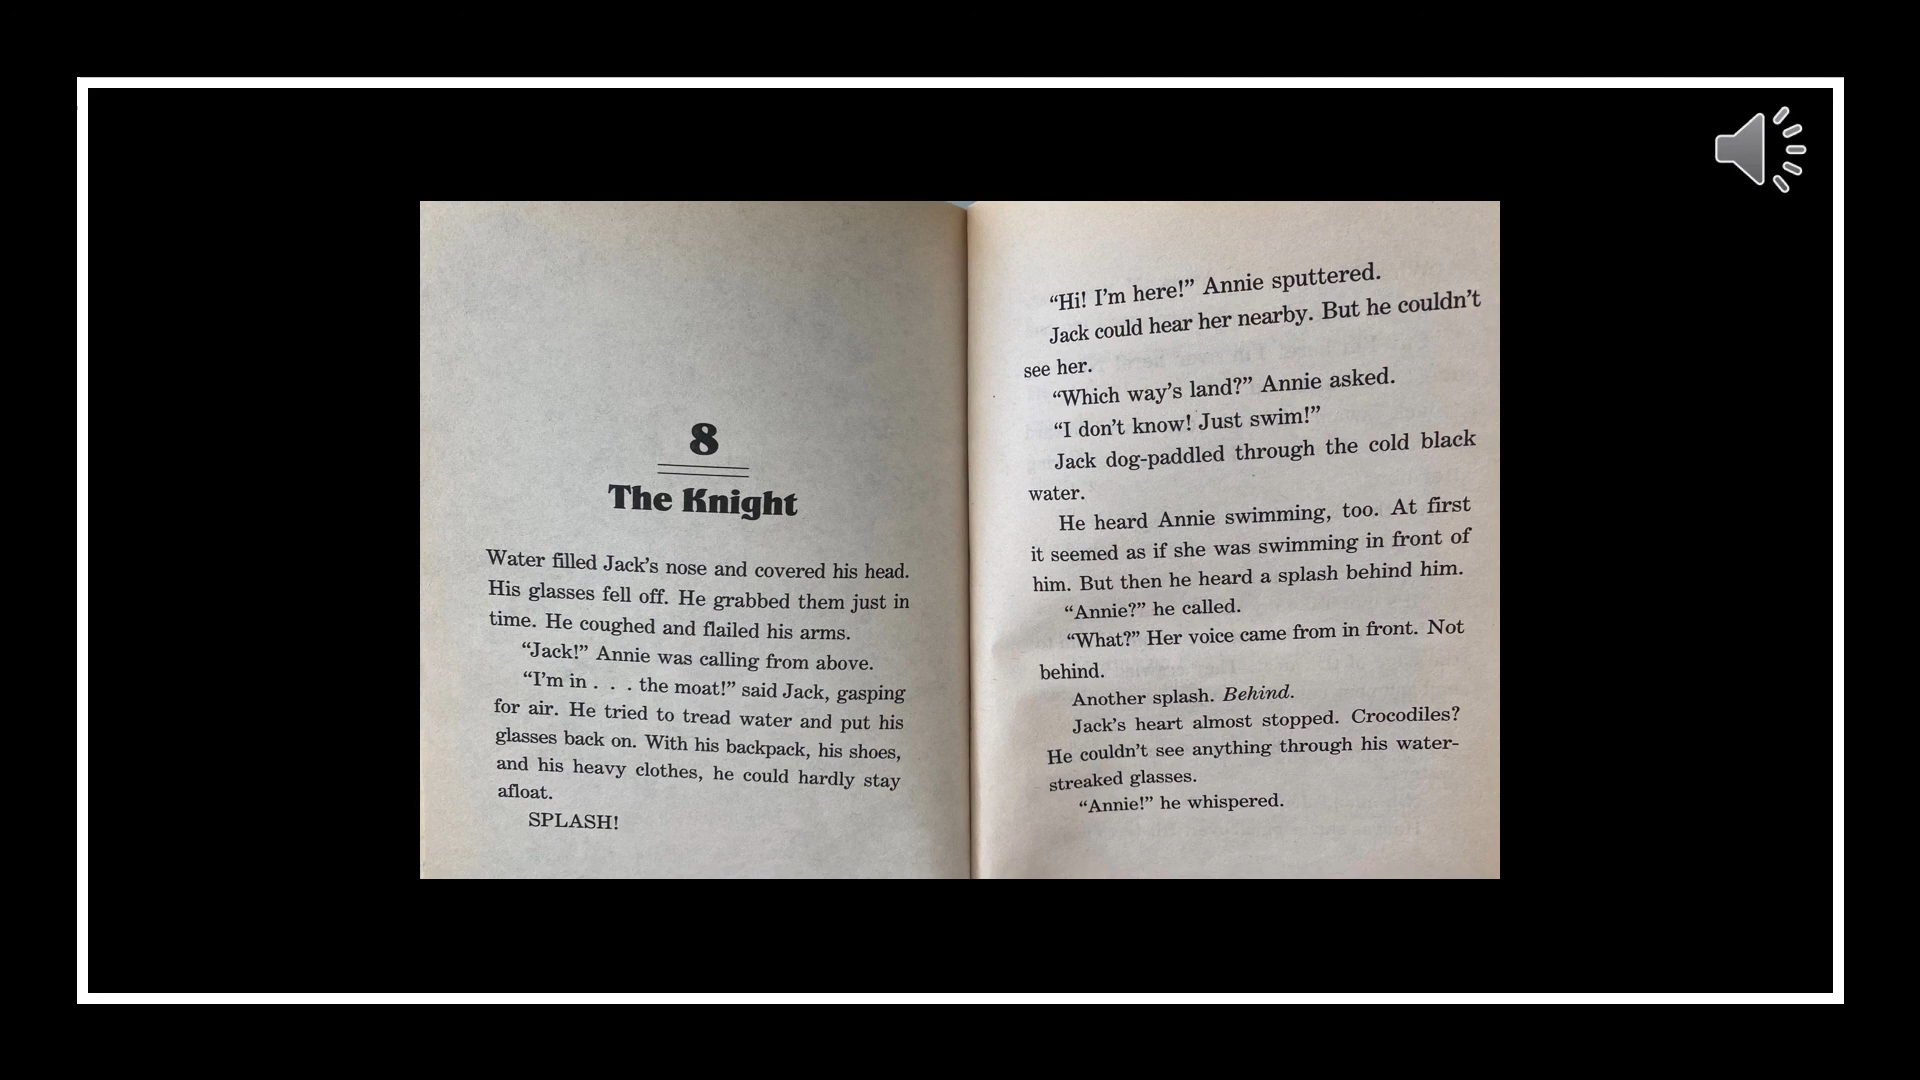 8
The Knight
Water filled Jack’s nose and covered his head.
His glasses fell off. He grabbed them just in
time. He coughed and flailed his arms.
“Jack!” Annie was calling from above.
“I’m in . . . the moat!” said Jack, gasping
for air. He tried to tread water and put his
glasses back on. With his backpack, his shoes,
and his heavy clothes, he could hardly stay
afloat.
SPLASH!
“Hi! I’m here!” Annie sputtered.
Jack could hear her nearby. But he couldn’t
see her.
“Which way’s land?” Annie asked.
“I don’t know! Just swim!”
Jack dog-paddled through the cold black
water.
He heard Annie swimming, too. At first
it seemed as if she was swimming in front of
him. But then he heard a splash behind him.
“Annie?” he called.
“What?” Her voice came from in front. Not
behind.
Another splash. Behind.
Jack’s heart almost stopped. Crocodiles?
He couldn’t see anything through his water-
streaked glasses.
“Annie!” he whispered.